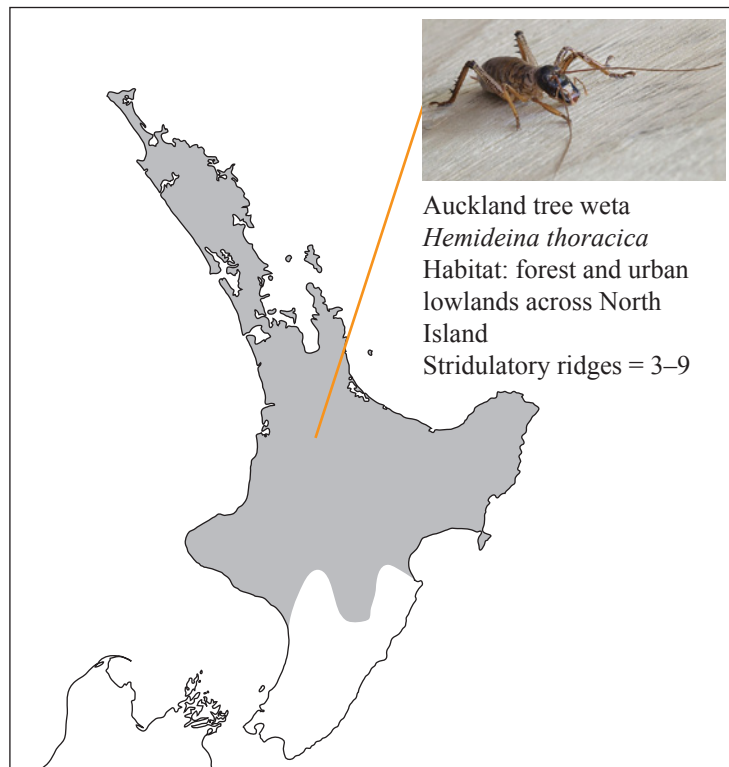 Auckland tree weta
Hemideina thoracica
Habitat: forest and urban
lowlands across North
Island
Stridulatory ridges = 3–9